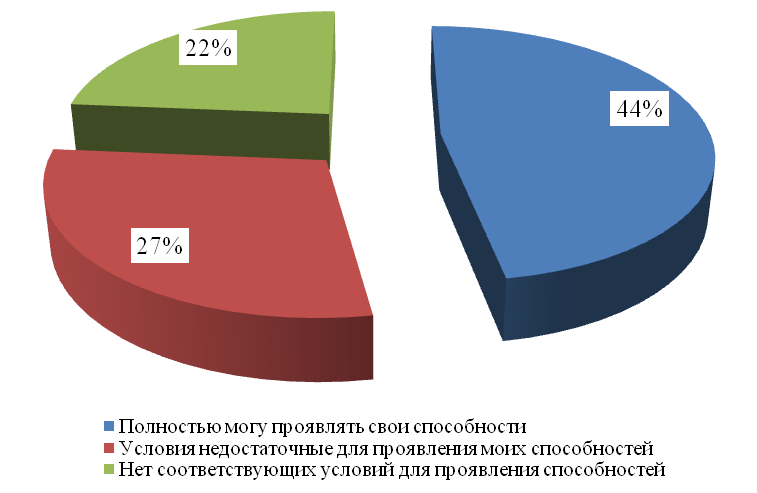 22%
44%
27%
Полностью могу проявлять свои способности
Условия недостаточные для проявления моих способностей
Нет соответствующих условий для проявления способностей